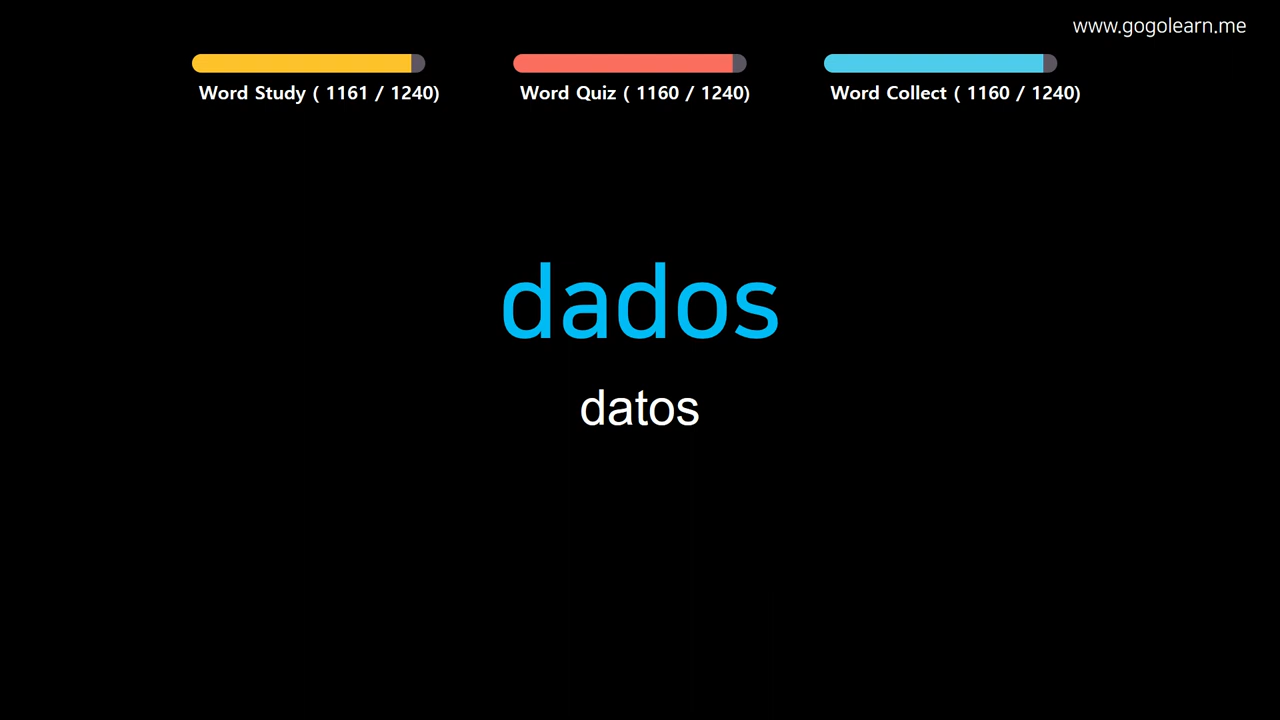 www.gogolearn.me
Word Study ( 1161 / 1240)
Word Quiz ( 1160 / 1240)
Word Collect ( 1160 / 1240)
dados
datos